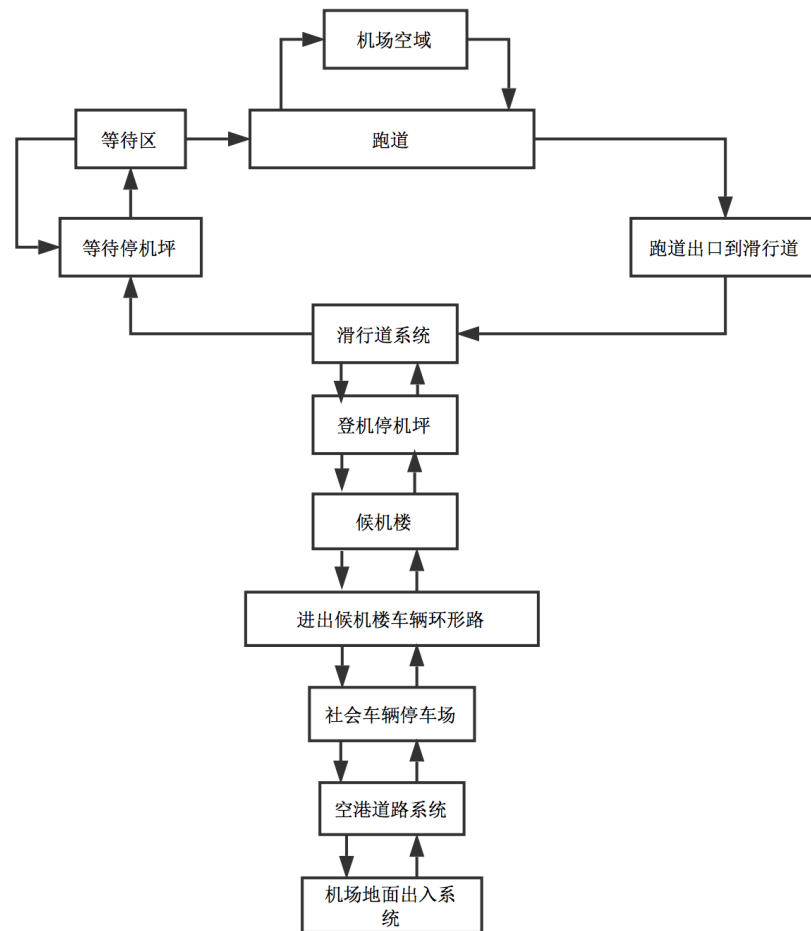 机场空域
等待区
跑道
等待停机坪
跑道出口到滑行道
滑行道系统
登机停机坪
候机楼
进出候机楼车辆环形路
社会车辆停车场
空港道路系统
机场地面出入系
统